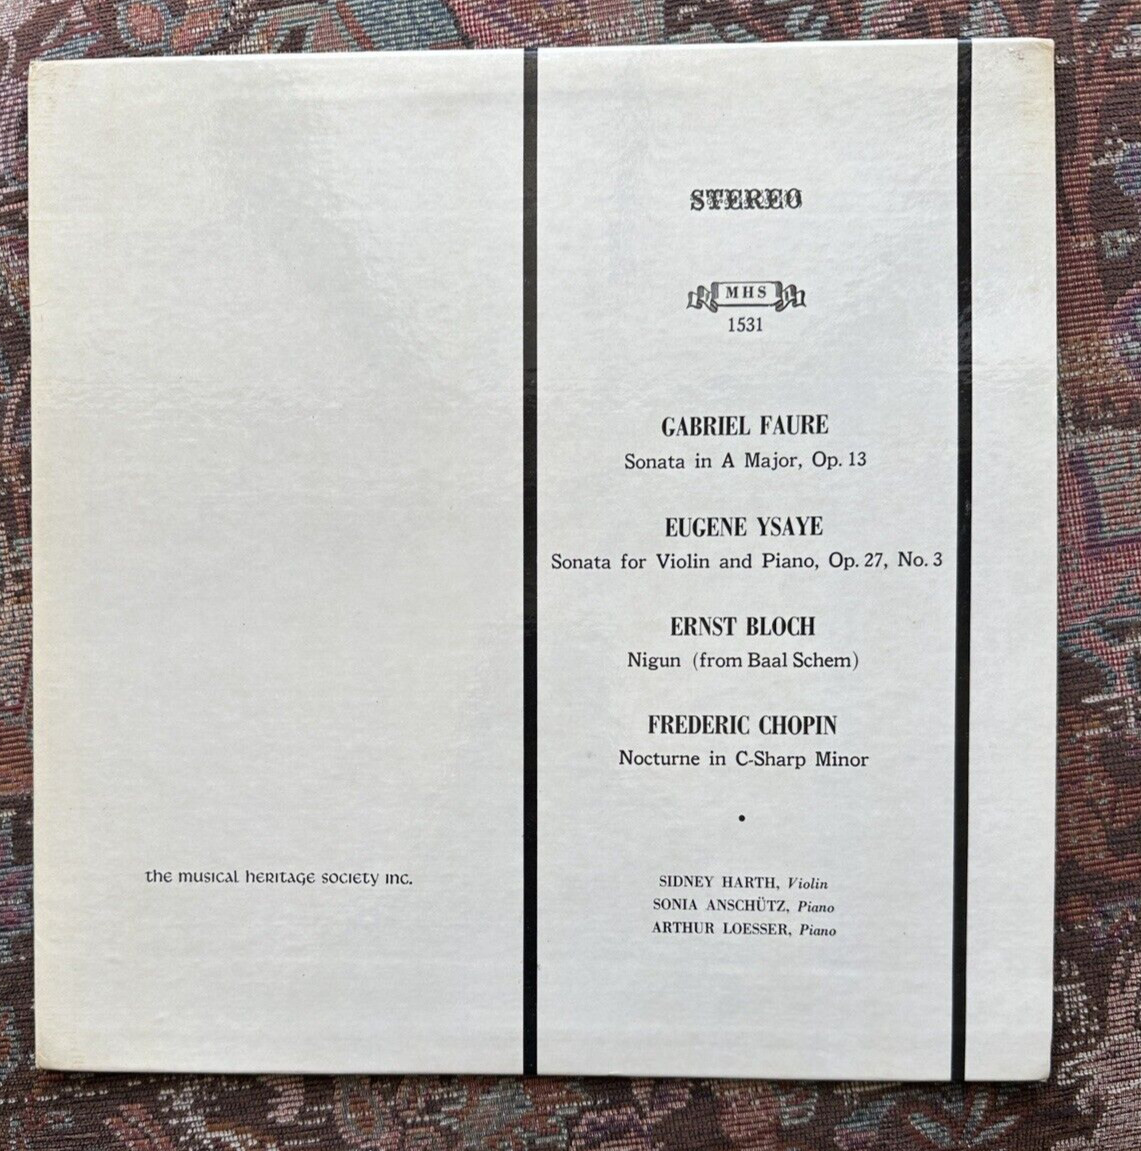 STEREO
MHS
1531
GABRIEL FAURE
Sonata in A Major, Op. 13
EUGENE YSAYE
Sonata for Violin and Piano, Op. 27, No. 3
ERNST BLOCH
Nigun (from Baal Schem)
FREDERIC CHOPIN
Nocturne in C-Sharp Minor
•
the musical heritage society inc.
SIDNEY HARTH, Violin
SONIA ANSCHÜTZ, Piano
ARTHUR LOESSER, Piano